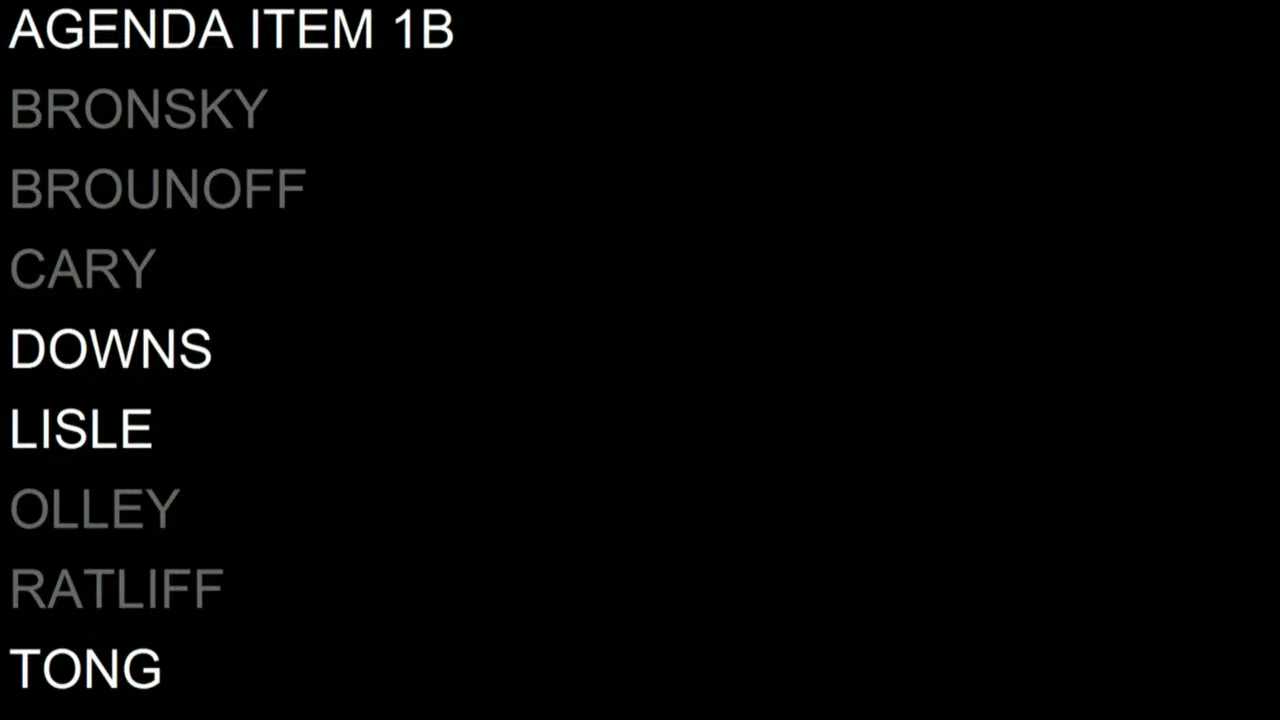 AGENDA ITEM 1B
BRONSKY
BROUNOFF
CARY
DOWNS
LISLE
OLLEY
RATLIFF
TONG